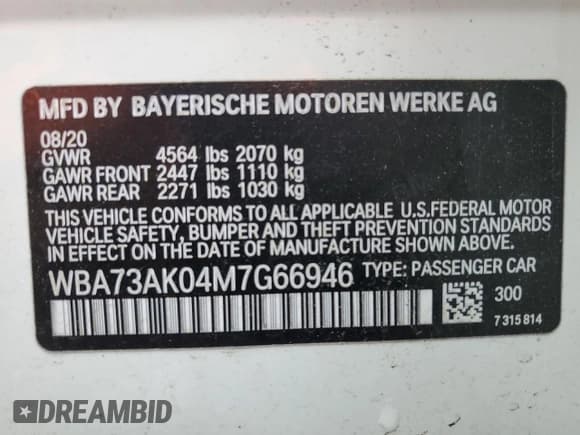 MFD BY BAYERISCHE MOTOREN WERKE AG
08/20
GVWR 4564 lbs 2070 kg
GAWR FRONT 2447 lbs 1110 kg
GAWR REAR 2271 lbs 1030 kg
THIS VEHICLE CONFORMS TO ALL APPLICABLE U.S.FEDERAL MOTOR
VEHICLE SAFETY, BUMPER AND THEFT PREVENTION STANDARDS
IN EFFECT ON THE DATE OF MANUFACTURE SHOWN ABOVE.
WBA73AK04M7G66946 TYPE: PASSENGER CAR
300
7315814
DREAMBID